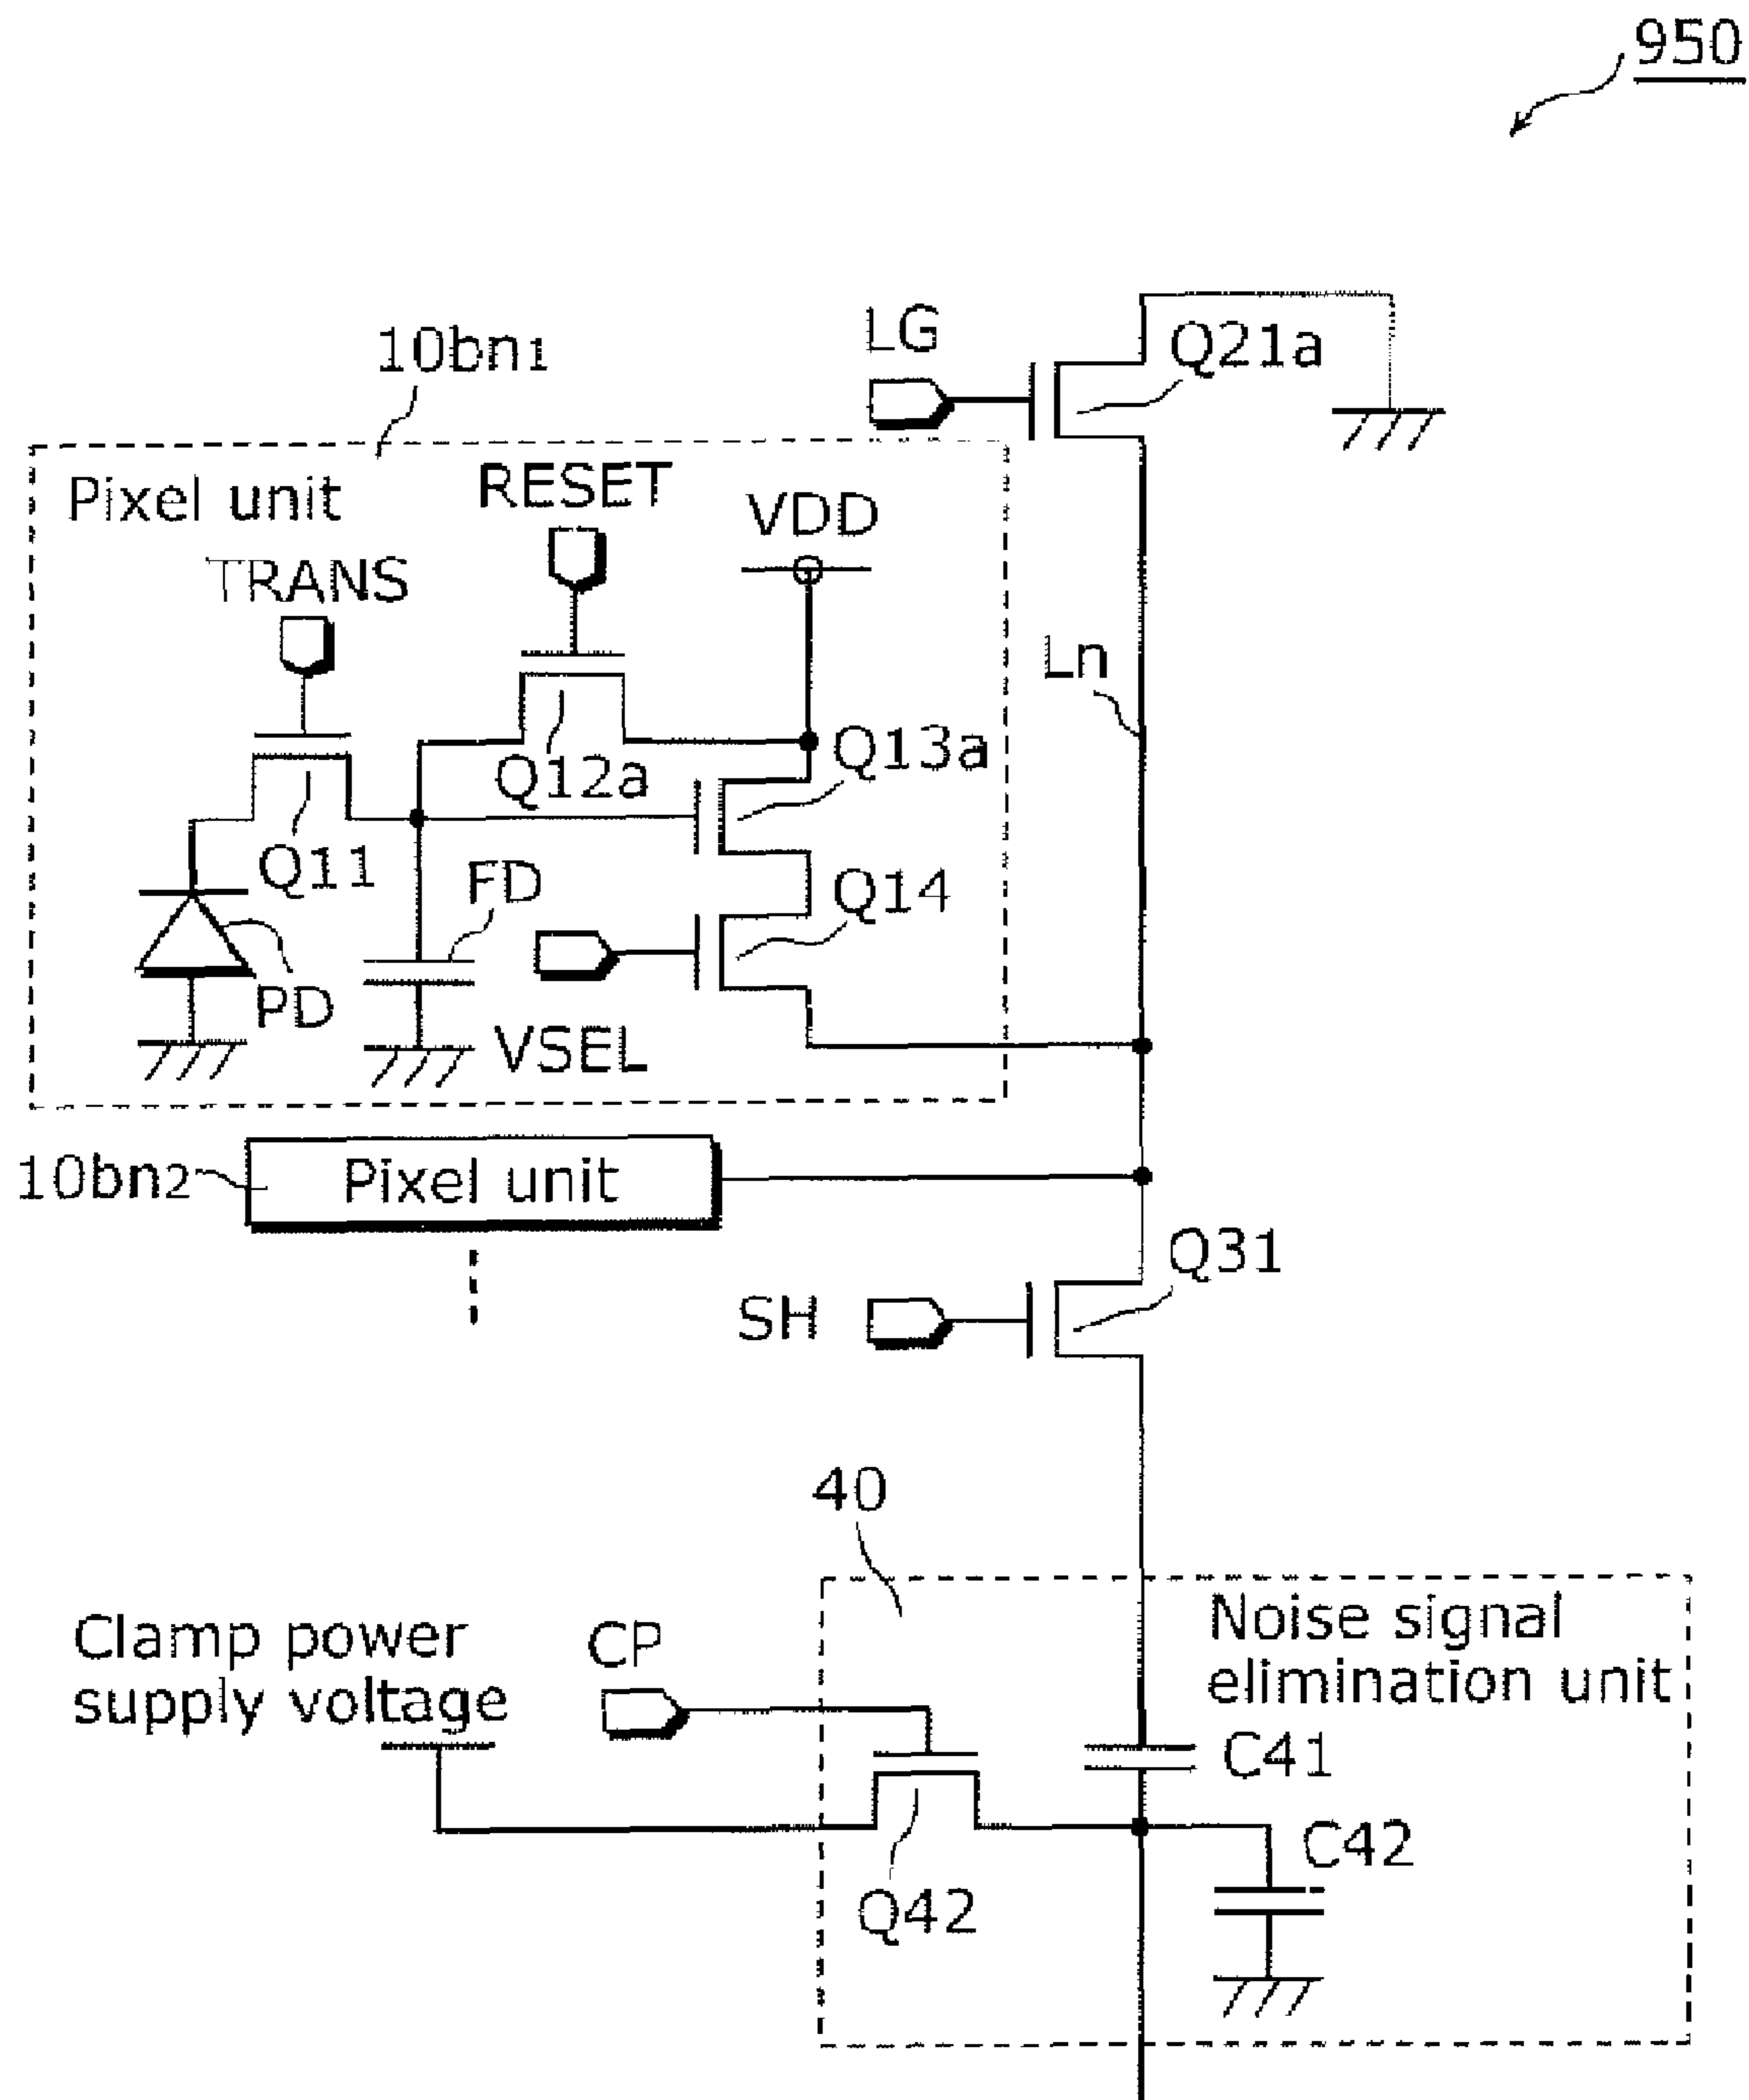 950
LG
Q21a
10bn1
Pixel unit
RESET
VDD
TRANS
Ln
Q13a
Q12a
Q11
FD
Q14
PD
VSEL
10bn2
Pixel unit
Q31
SH
40
Noise signal
elimination unit
Clamp power
supply voltage
CP
C41
C42
Q42